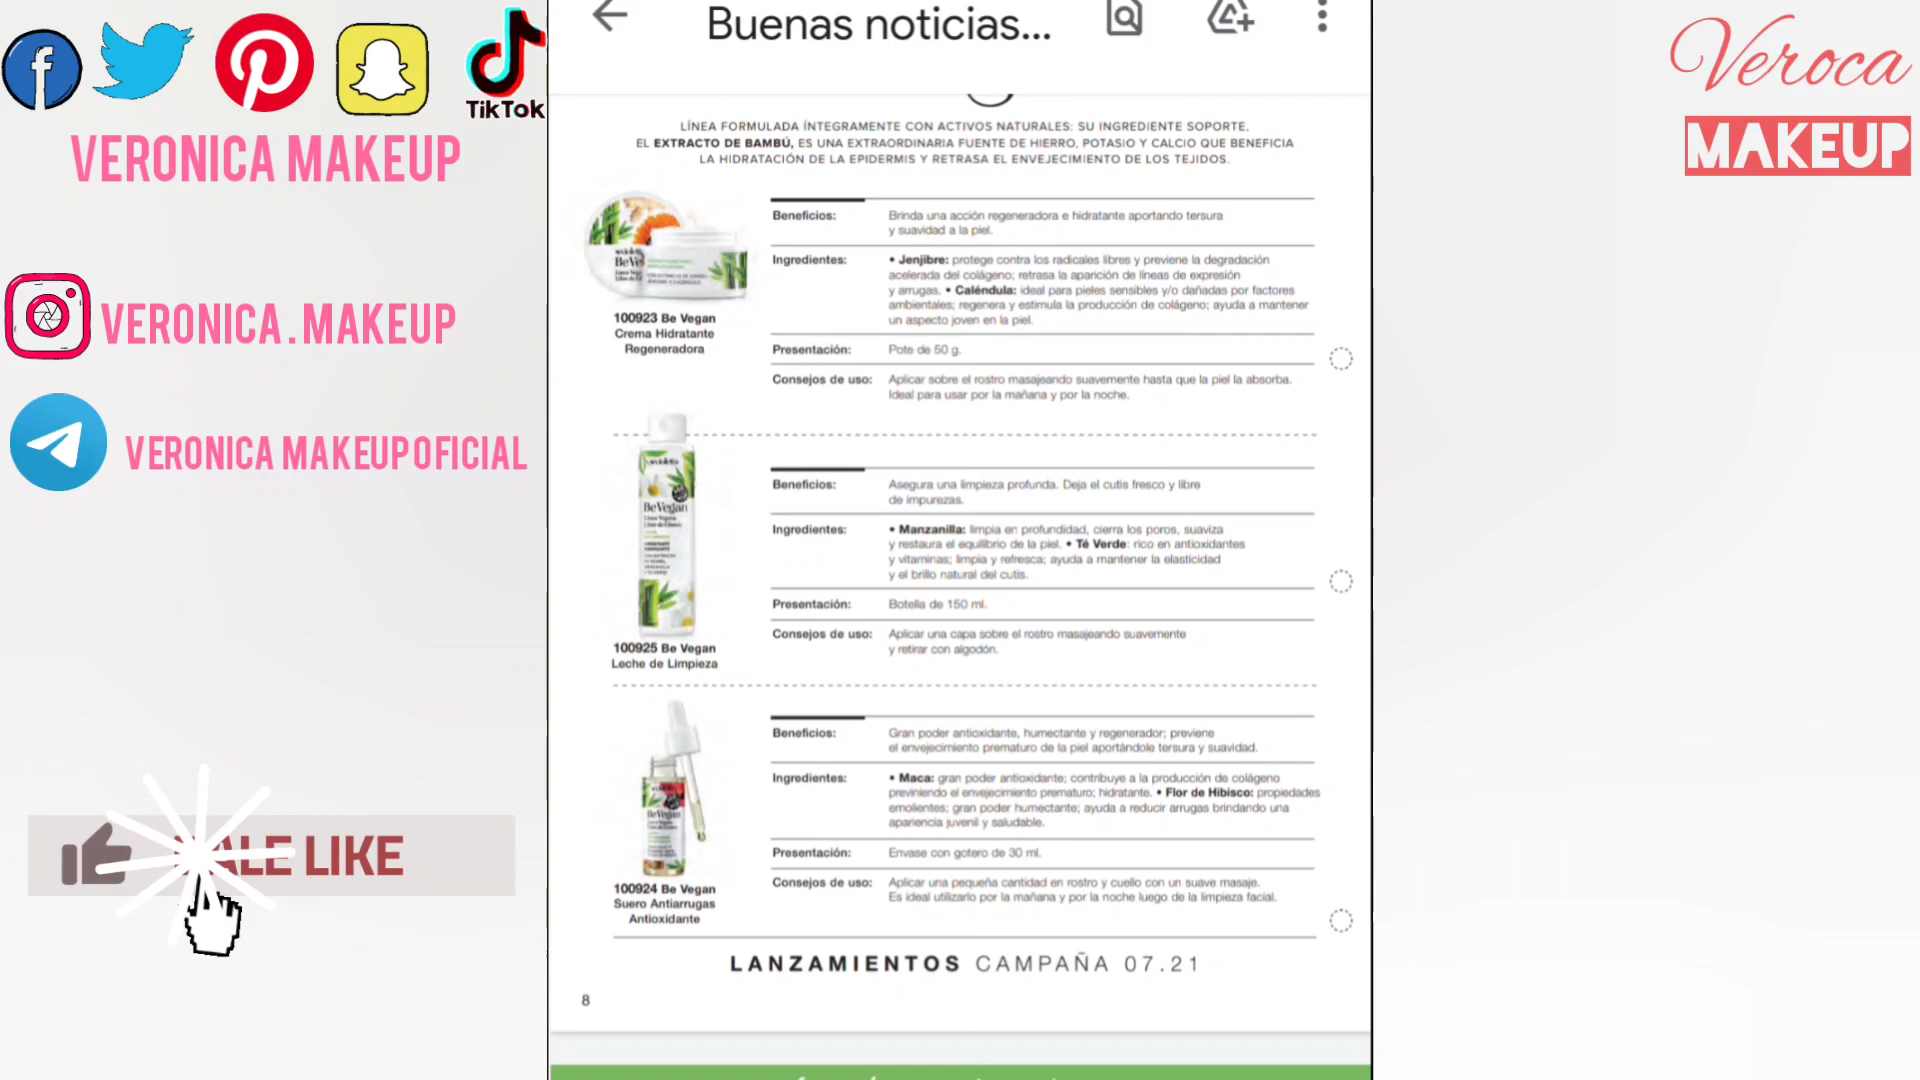 TikTok
VERONICA MAKEUP
VERONICA.MAKEUP
VERONICA MAKEUPOFICIAL
DALE LIKE
Buenas noticias...
LÍNEA FORMULADA ÍNTEGRAMENTE CON ACTIVOS NATURALES: SU INGREDIENTE SOPORTE,
EL EXTRACTO DE BAMBÚ, ES UNA EXTRAORDINARIA FUENTE DE HIERRO, POTASIO Y CALCIO QUE BENEFICIA
LA HIDRATACIÓN DE LA EPIDERMIS Y RETRASA EL ENVEJECIMIENTO DE LOS TEJIDOS.
100923 Be Vegan
Crema Hidratante
Regeneradora
Beneficios: Brinda una acción regeneradora e hidratante aportando tersura
y suavidad a la piel.
Ingredientes: • Jenjibre: protege contra los radicales libres y previene la degradación
acelerada del colágeno; retrasa la aparición de líneas de expresión
y arrugas. • Caléndula: ideal para pieles sensibles y/o dañadas por factores
ambientales; regenera y estimula la producción de colágeno; ayuda a mantener
un aspecto joven en la piel.
Presentación: Pote de 50 g.
Consejos de uso: Aplicar sobre el rostro masajeando suavemente hasta que la piel la absorba.
Ideal para usar por la mañana y por la noche.
BeVegan
100925 Be Vegan
Leche de Limpieza
Beneficios: Asegura una limpieza profunda. Deja el cutis fresco y libre
de impurezas.
Ingredientes: • Manzanilla: limpia en profundidad, cierra los poros, suaviza
y restaura el equilibrio de la piel. • Té Verde: rico en antioxidantes
y vitaminas; limpia y refresca; ayuda a mantener la elasticidad
y el brillo natural del cutis.
Presentación: Botella de 150 ml.
Consejos de uso: Aplicar una capa sobre el rostro masajeando suavemente
y retirar con algodón.
BeVegan
100924 Be Vegan
Suero Antiarrugas
Antioxidante
Beneficios: Gran poder antioxidante, humectante y regenerador; previene
el envejecimiento prematuro de la piel aportándole tersura y suavidad.
Ingredientes: • Maca: gran poder antioxidante; contribuye a la producción de colágeno
previniendo el envejecimiento prematuro; hidratante. • Flor de Hibisco: propiedades
emolientes; gran poder humectante; ayuda a reducir arrugas brindando una
apariencia juvenil y saludable.
Presentación: Envase con gotero de 30 ml.
Consejos de uso: Aplicar una pequeña cantidad en rostro y cuello con un suave masaje.
Es ideal utilizarlo por la mañana y por la noche luego de la limpieza facial.
LANZAMIENTOS CAMPAÑA 07.21
8
Veroca
MAKEUP